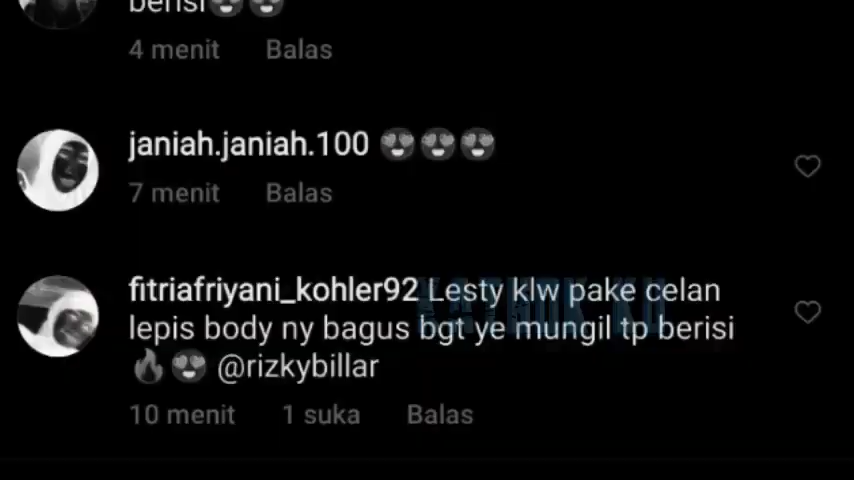 berisi😍😍
4 menit Balas
janiah.janiah.100 😍😍😍
7 menit Balas
fitriafriyani_kohler92 Lesty klw pake celan
lepis body ny bagus bgt ye mungil tp berisi
🔥😍 @rizkybillar
10 menit 1 suka Balas